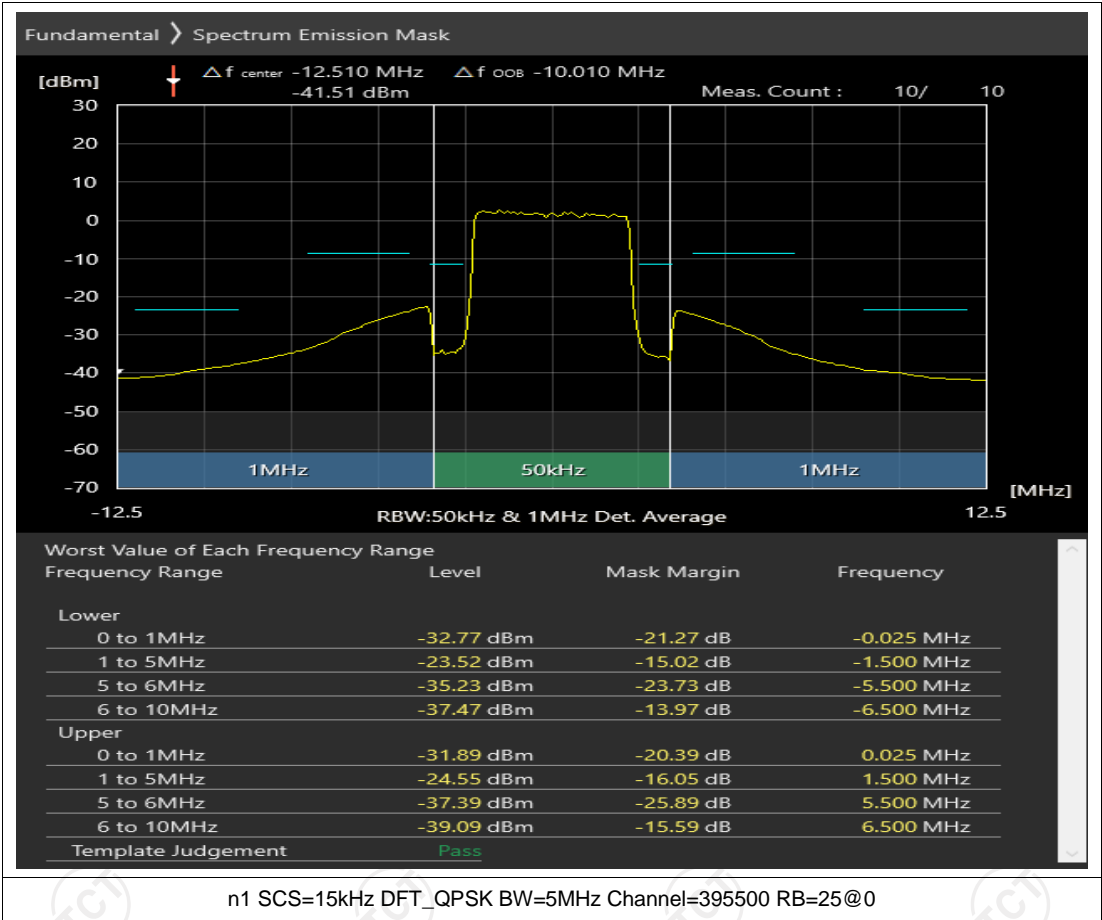 Fundamental ❯ Spectrum Emission Mask
[dBm]
△f center -12.510 MHz △f OOB -10.010 MHz
-41.51 dBm
Meas. Count : 10/ 10
30
20
10
0
-10
-20
-30
-40
-50
-60
-70
1MHz 50kHz 1MHz
[MHz]
-12.5 RBW:50kHz & 1MHz Det. Average 12.5
Worst Value of Each Frequency Range
Frequency Range Level Mask Margin Frequency
Lower
0 to 1MHz -32.77 dBm -21.27 dB -0.025 MHz
1 to 5MHz -23.52 dBm -15.02 dB -1.500 MHz
5 to 6MHz -35.23 dBm -23.73 dB -5.500 MHz
6 to 10MHz -37.47 dBm -13.97 dB -6.500 MHz
Upper
0 to 1MHz -31.89 dBm -20.39 dB 0.025 MHz
1 to 5MHz -24.55 dBm -16.05 dB 1.500 MHz
5 to 6MHz -37.39 dBm -25.89 dB 5.500 MHz
6 to 10MHz -39.09 dBm -15.59 dB 6.500 MHz
Template Judgement Pass
n1 SCS=15kHz DFT_QPSK BW=5MHz Channel=395500 RB=25@0
TCT TCT TCT